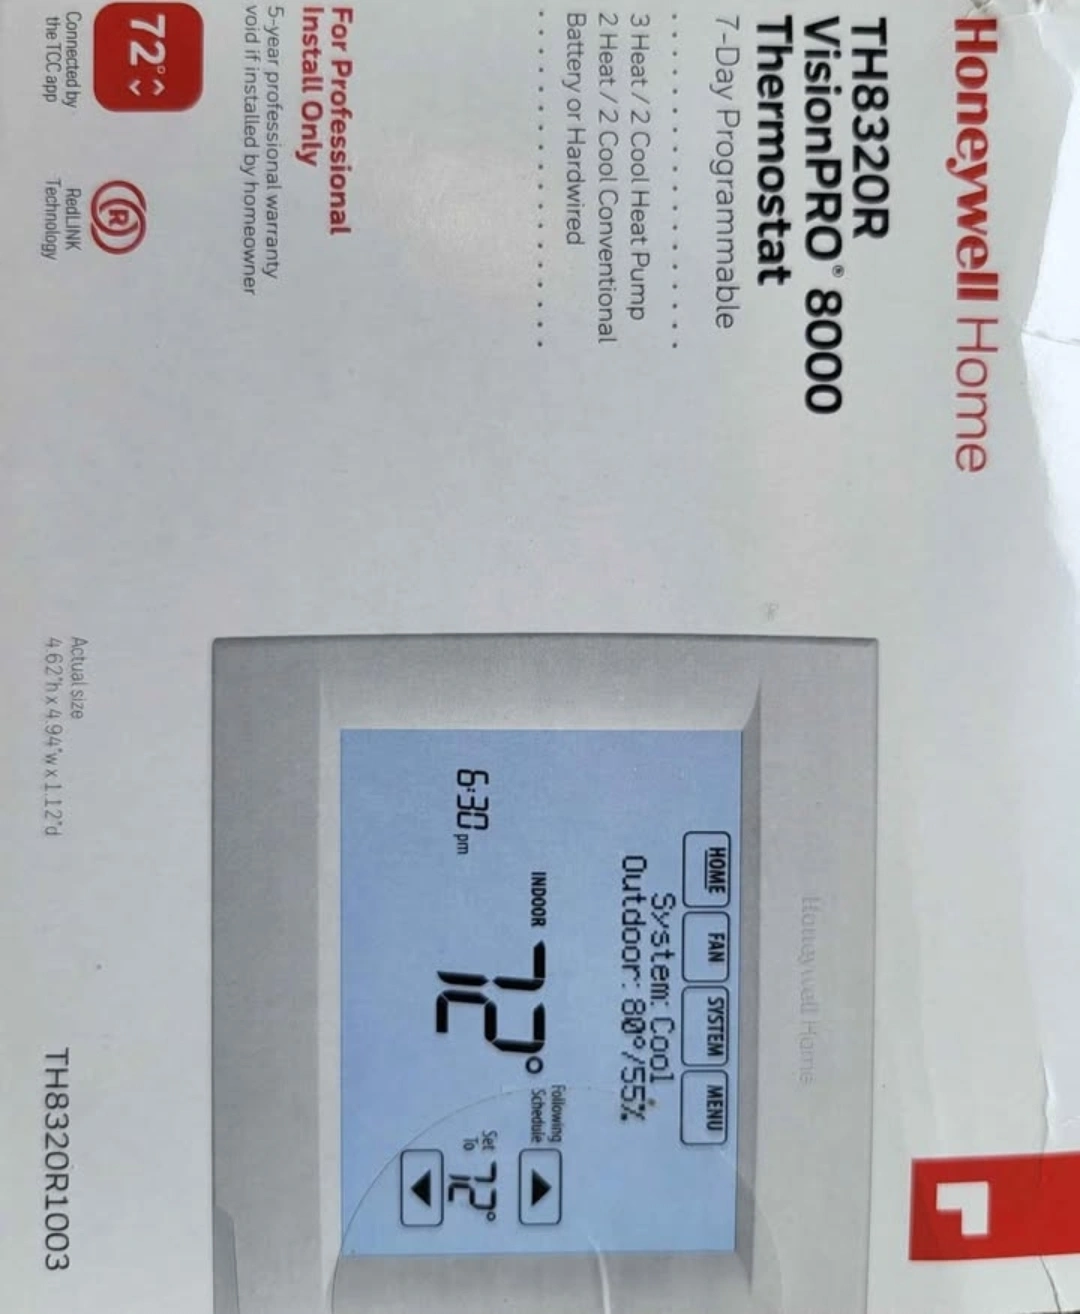 Honeywell Home
TH8320R
VisionPRO® 8000
Thermostat
7-Day Programmable
3 Heat / 2 Cool Heat Pump
2 Heat / 2 Cool Conventional
Battery or Hardwired
For Professional
Install Only
5-year professional warranty
void if installed by homeowner
72°
Connected by
the TCC app
R
RedLINK
Technology
Honeywell Home
HOME FAN SYSTEM MENU
System: Cool
Outdoor: 80°/55%
Following
Schedule
INDOOR 72°
Set
To 72°
6:30 pm
Actual size
4.62"h x 4.94"w x 1.12"d
TH8320R1003